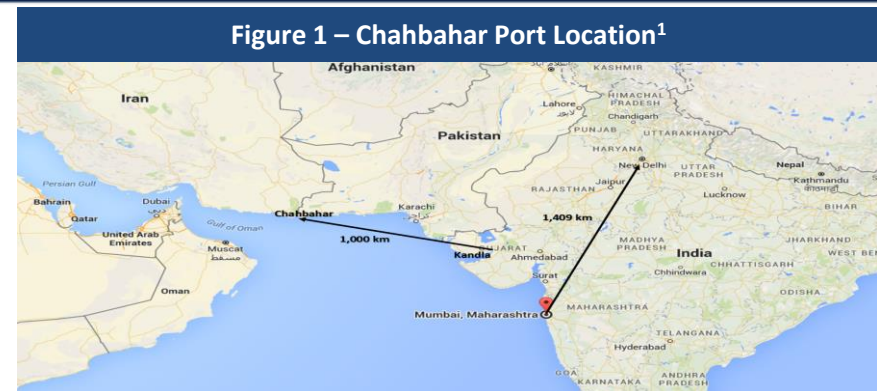 Figure 1 – Chahbahar Port Location1
Afghanistan
KASHMIR
Iran
HIMACHAL
PRADESH
Lahore
لاہور
Chandigarh
Pakistan
PUNJAB
UTTARAKHAND
HARYANA
New Delhi
UTTAR
PRADESH
Nepal
Persian Gulf
Jaipur
Kathmandu
RAJASTHAN
Lucknow
Bahrain
Dubai
Karachi
كراچى
BIHAR
Qatar
Chahbahar
Gulf of Oman
1,409 km
United Arab
Emirates
Muscat
مسقط
1,000 km
GUJARAT
Kandla
Ahmedabad
MADHYA
PRADESH
India
JHARKHAND
WEST BEN
Chhindwara
CHHATTISGARH
Surat
Oman
ODISHA
Mumbai, Maharashtra
MAHARASHTRA
TELANGANA
Hyderabad
GOA
KARNATAKA
ANDHRA
PRADESH